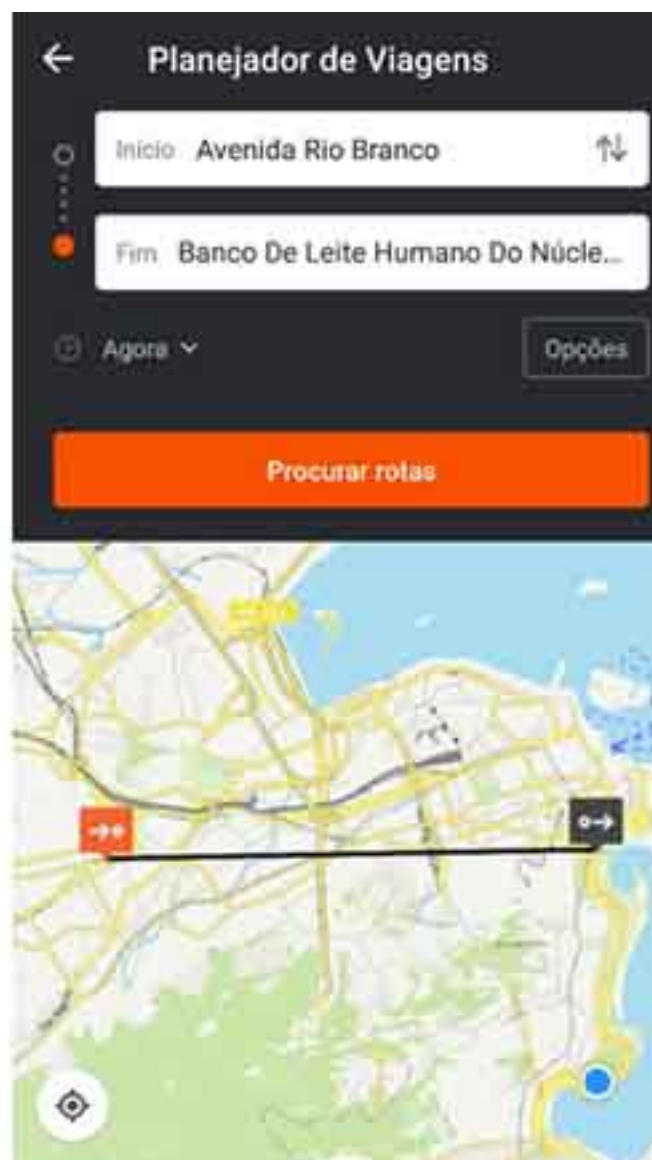 Planejador de Viagens
Início Avenida Rio Branco
Fim Banco De Leite Humano Do Núcle...
Agora
Opções
Procurar rotas